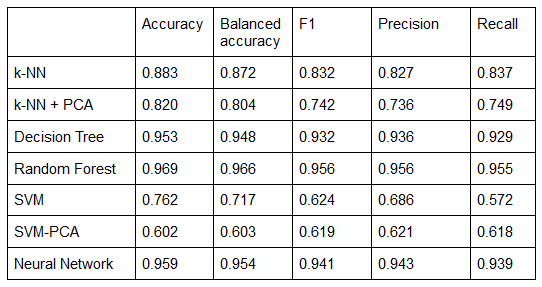 Accuracy Balanced accuracy F1 Precision Recall
k-NN 0.883 0.872 0.832 0.827 0.837
k-NN + PCA 0.820 0.804 0.742 0.736 0.749
Decision Tree 0.953 0.948 0.932 0.936 0.929
Random Forest 0.969 0.966 0.956 0.956 0.955
SVM 0.762 0.717 0.624 0.686 0.572
SVM-PCA 0.602 0.603 0.619 0.621 0.618
Neural Network 0.959 0.954 0.941 0.943 0.939